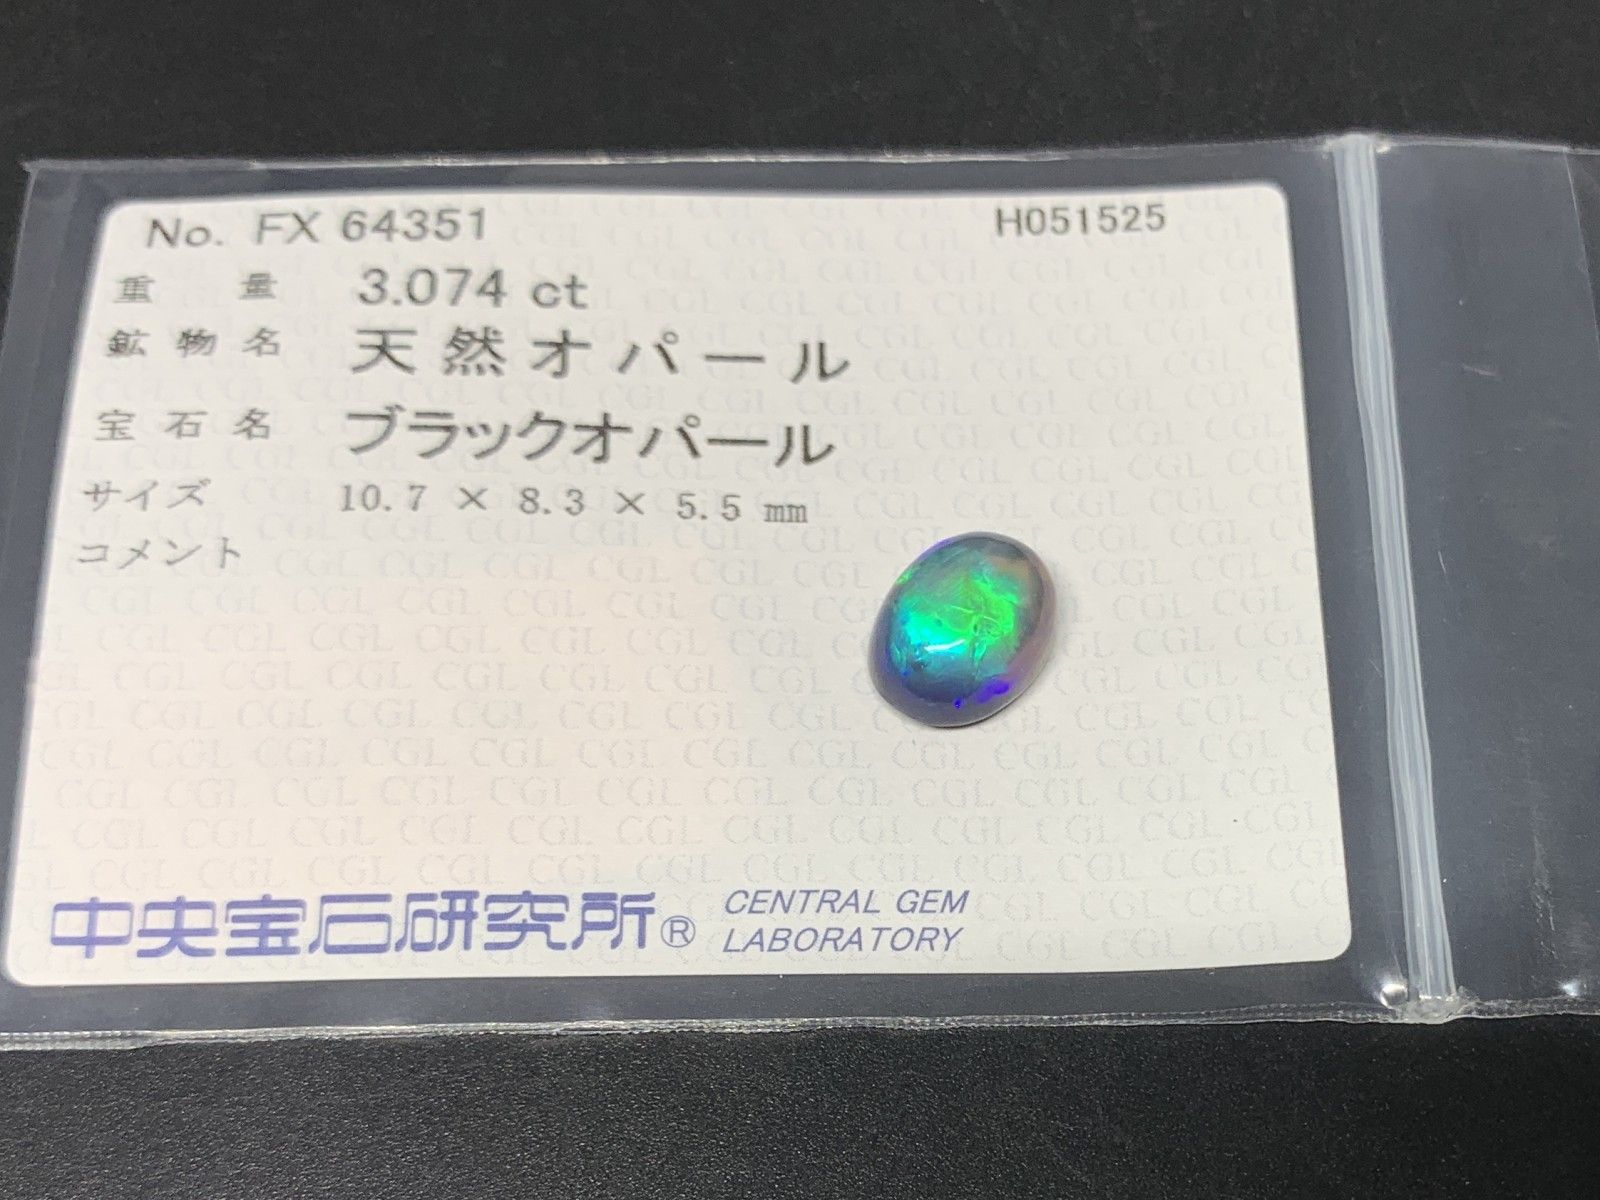 No. FX 64351 H051525
重 量 3.074 ct
鉱 物 名 天 然 オ パ ー ル
宝 石 名 ブラックオパール
サイズ 10.7 × 8.3 × 5.5 mm
コメント
中央宝石研究所® CENTRAL GEM
LABORATORY